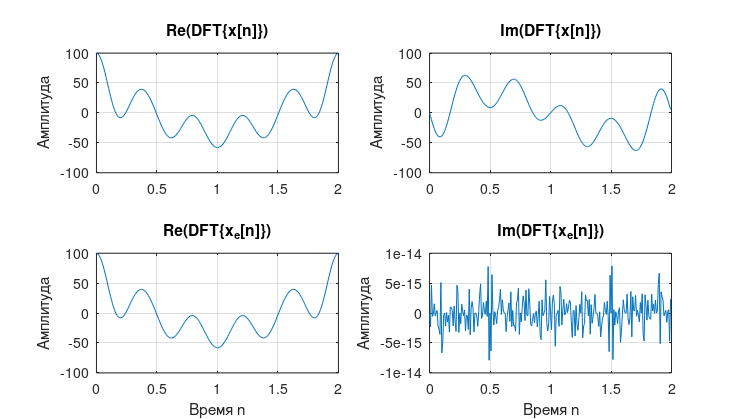 Re(DFT{x[n]})
Амплитуда
100
50
0
-50
-100
0 0.5 1 1.5 2
Im(DFT{x[n]})
Амплитуда
100
50
0
-50
-100
0 0.5 1 1.5 2
Re(DFT{xₑ[n]})
Амплитуда
100
50
0
-50
-100
0 0.5 1 1.5 2
Время n
Im(DFT{xₑ[n]})
Амплитуда
1e-14
5e-15
0
-5e-15
-1e-14
0 0.5 1 1.5 2
Время n